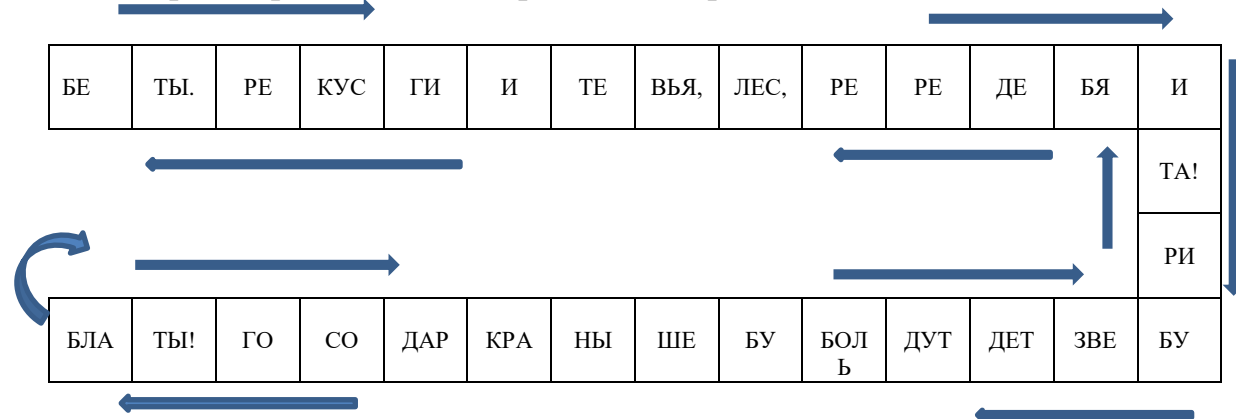 БЕ ТЫ. РЕ КУС ГИ И ТЕ ВЬЯ, ЛЕС, РЕ РЕ ДЕ БЯ И
ТА!
РИ
БЛА ТЫ! ГО СО ДАР КРА НЫ ШЕ БУ БОЛ
Ь ДУТ ДЕТ ЗВЕ БУ